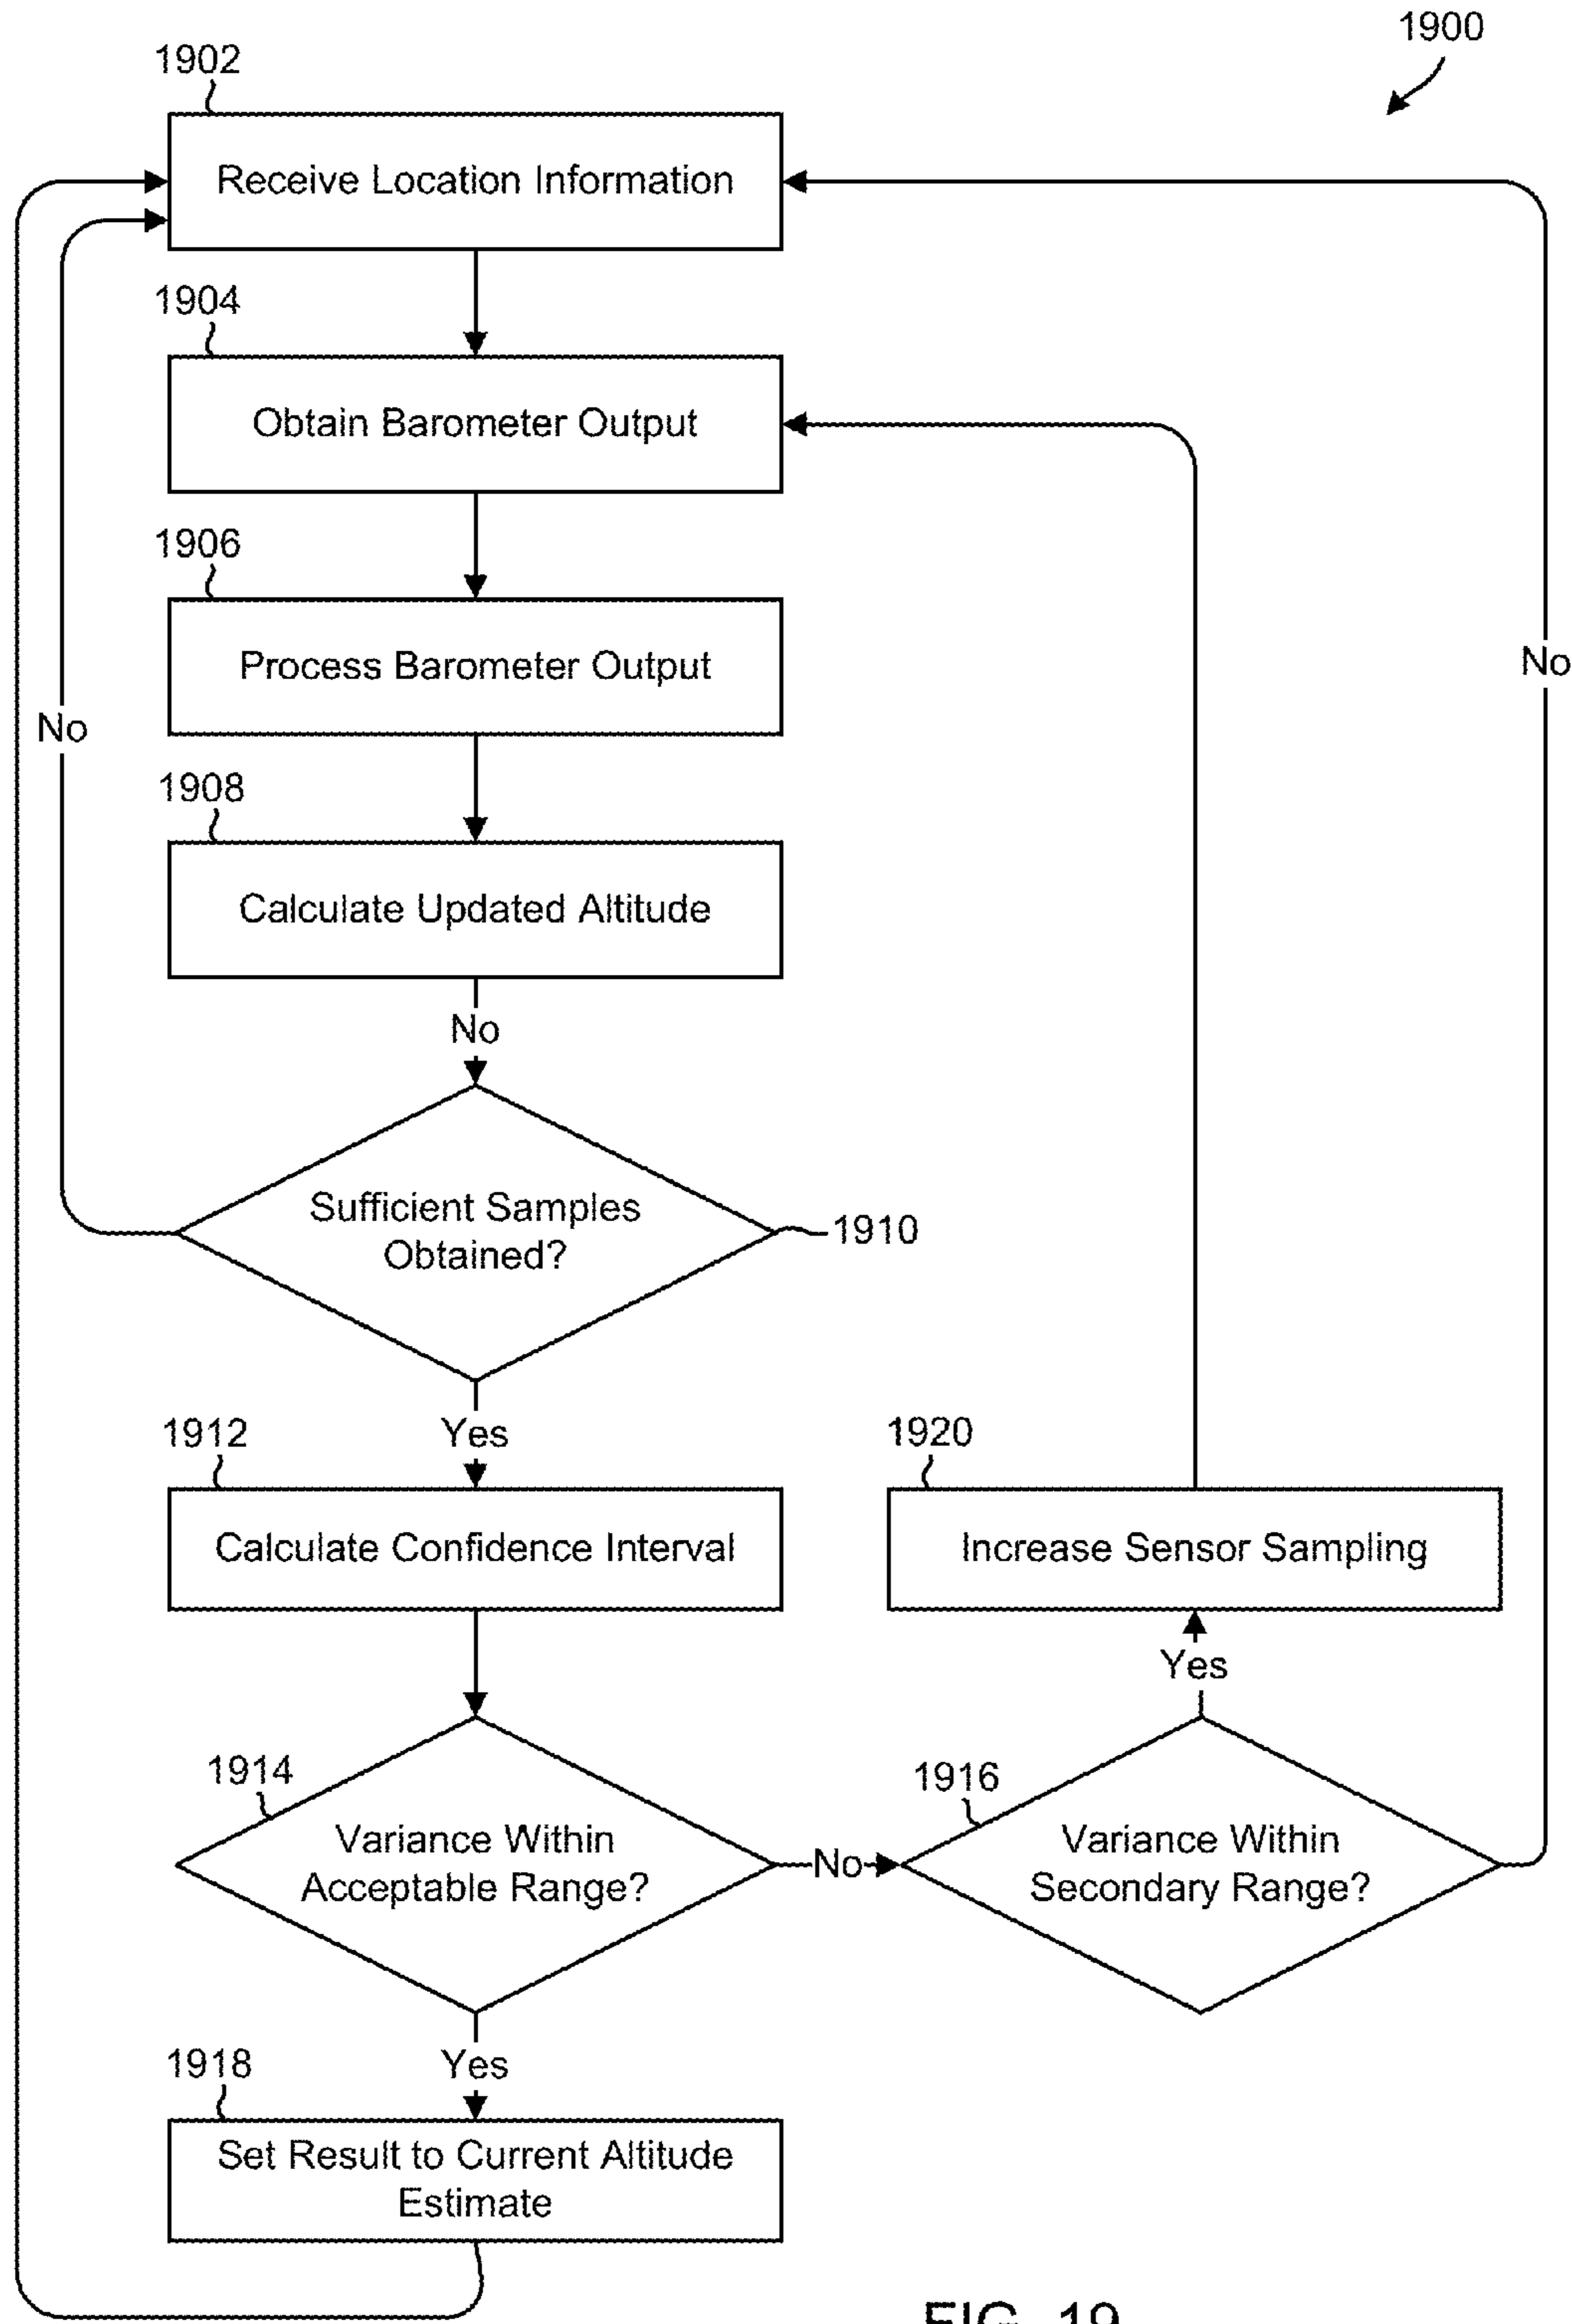 1900
1902
Receive Location Information
1904
Obtain Barometer Output
1906
Process Barometer Output
No
No
1908
Calculate Updated Altitude
No
Sufficient Samples
Obtained?
1910
Yes
1912
Calculate Confidence Interval
1920
Increase Sensor Sampling
Yes
1914
Variance Within
Acceptable Range?
No
1916
Variance Within
Secondary Range?
Yes
1918
Set Result to Current Altitude
Estimate
FIG. 19